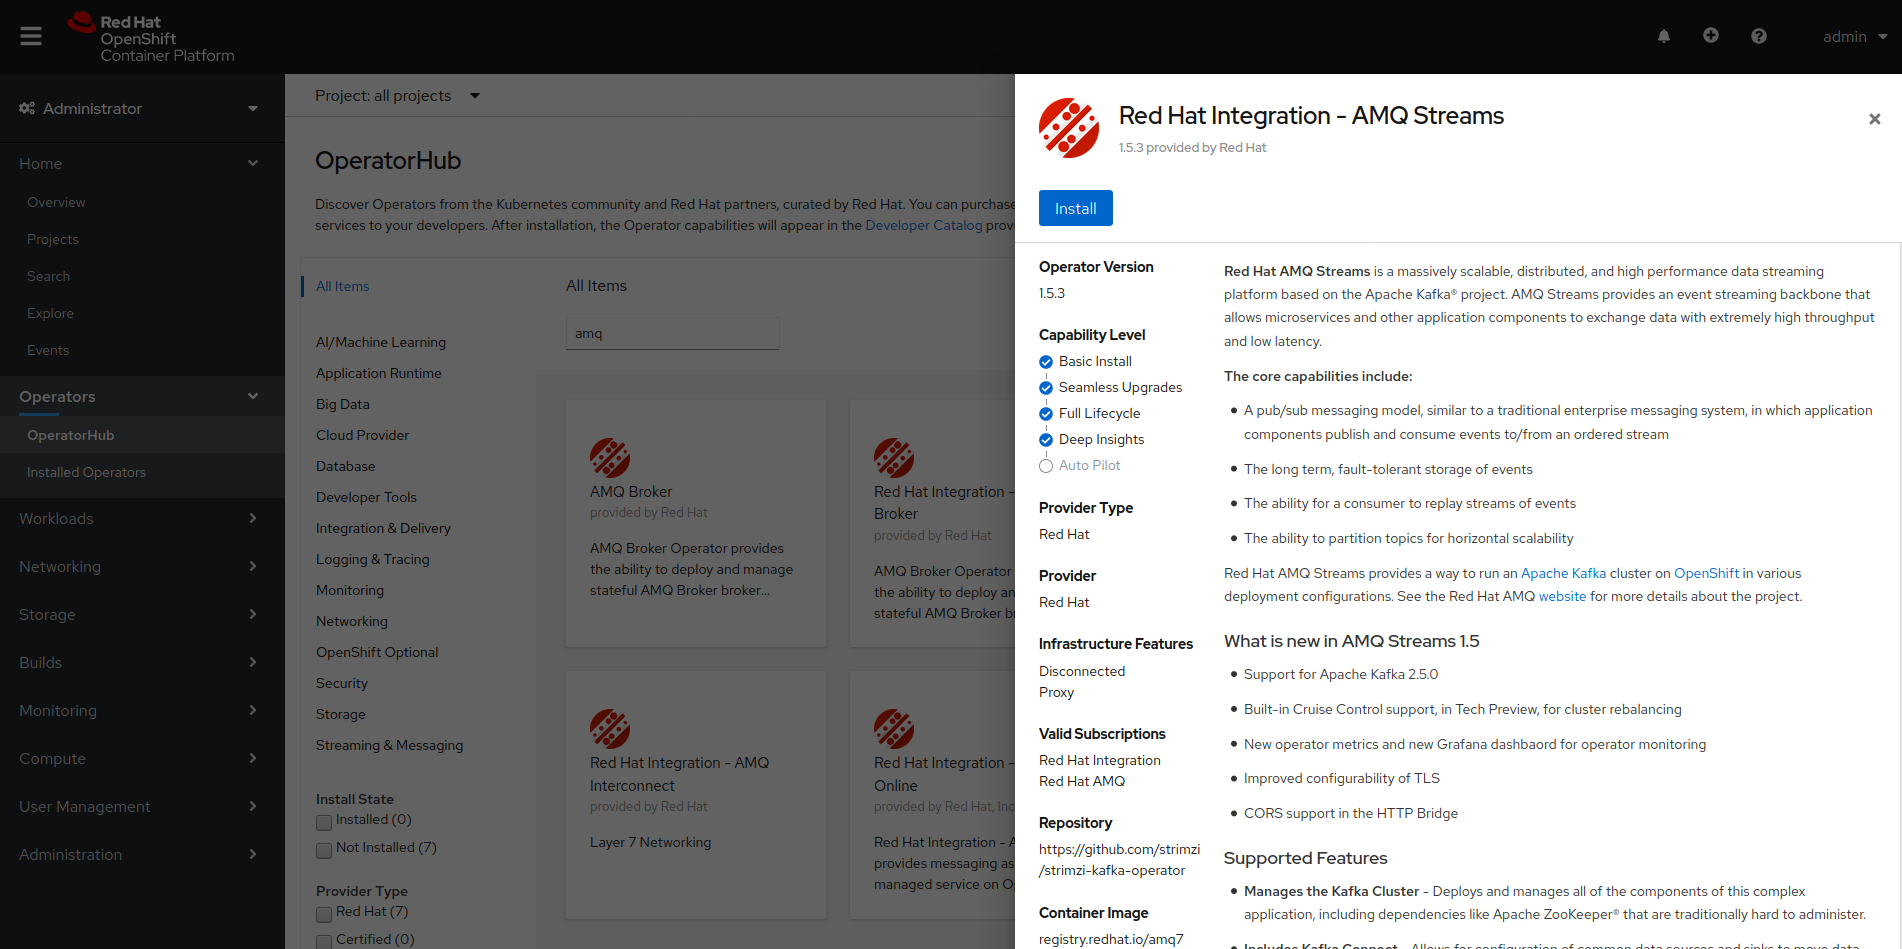 Red Hat
OpenShift
Container Platform
admin
Administrator
Home
Overview
Projects
Search
Explore
Events
Operators
OperatorHub
Installed Operators
Workloads
Networking
Storage
Builds
Monitoring
Compute
User Management
Administration
Project: all projects
OperatorHub
Discover Operators from the Kubernetes community and Red Hat partners, curated by Red Hat. You can purchase
services to your developers. After installation, the Operator capabilities will appear in the Developer Catalog
All Items
AI/Machine Learning
Application Runtime
Big Data
Cloud Provider
Database
Developer Tools
Integration & Delivery
Logging & Tracing
Monitoring
Networking
OpenShift Optional
Security
Storage
Streaming & Messaging
Install State
Installed (0)
Not Installed (7)
Provider Type
Red Hat (7)
Certified (0)
All Items
amq
AMQ Broker
provided by Red Hat
AMQ Broker Operator provides
the ability to deploy and manage
stateful AMQ Broker broker...
Red Hat Integration -
Broker
provided by Red Hat
AMQ Broker Operator
the ability to deploy
stateful AMQ Broker
Red Hat Integration - AMQ
Interconnect
provided by Red Hat
Layer 7 Networking
Red Hat Integration -
Online
provided by Red Hat, Inc
Red Hat Integration -
provides messaging as
managed service on
Red Hat Integration - AMQ Streams
1.5.3 provided by Red Hat
Install
Operator Version
1.5.3
Capability Level
Basic Install
Seamless Upgrades
Full Lifecycle
Deep Insights
Auto Pilot
Provider Type
Red Hat
Provider
Red Hat
Infrastructure Features
Disconnected
Proxy
Valid Subscriptions
Red Hat Integration
Red Hat AMQ
Repository
https://github.com/strimzi
/strimzi-kafka-operator
Container Image
registry.redhat.io/amq7
Red Hat AMQ Streams is a massively scalable, distributed, and high performance data streaming
platform based on the Apache Kafka® project. AMQ Streams provides an event streaming backbone that
allows microservices and other application components to exchange data with extremely high throughput
and low latency.
The core capabilities include:
A pub/sub messaging model, similar to a traditional enterprise messaging system, in which application
components publish and consume events to/from an ordered stream
The long term, fault-tolerant storage of events
The ability for a consumer to replay streams of events
The ability to partition topics for horizontal scalability
Red Hat AMQ Streams provides a way to run an Apache Kafka cluster on OpenShift in various
deployment configurations. See the Red Hat AMQ website for more details about the project.
What is new in AMQ Streams 1.5
Support for Apache Kafka 2.5.0
Built-in Cruise Control support, in Tech Preview, for cluster rebalancing
New operator metrics and new Grafana dashbaord for operator monitoring
Improved configurability of TLS
CORS support in the HTTP Bridge
Supported Features
Manages the Kafka Cluster - Deploys and manages all of the components of this complex
application, including dependencies like Apache ZooKeeper® that are traditionally hard to administer.
Includes Kafka Connect - Allows for configuration of common data sources and sinks to move data